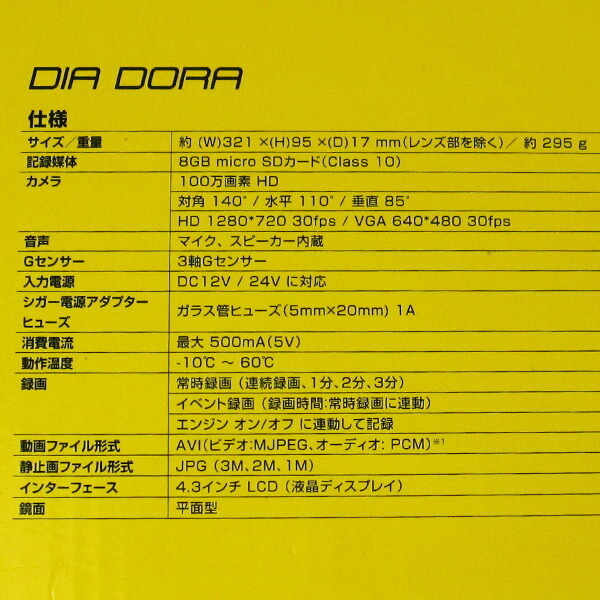 DIA DORA
仕様
サイズ／重量 約 (W)321 ×(H)95 ×(D)17 mm(レンズ部を除く)／ 約 295 g
記録媒体 8GB micro SDカード(Class 10)
カメラ 100万画素 HD
対角 140° / 水平 110° / 垂直 85°
HD 1280*720 30fps / VGA 640*480 30fps
音声 マイク、スピーカー内蔵
Gセンサー 3軸Gセンサー
入力電源 DC12V / 24V に対応
シガー電源アダプター
ヒューズ ガラス管ヒューズ(5mm×20mm) 1A
消費電流 最大 500mA(5V)
動作温度 -10℃ ～ 60℃
録画 常時録画 (連続録画、1分、2分、3分)
イベント録画 (録画時間:常時録画に連動)
エンジン オン/オフ に連動して記録
動画ファイル形式 AVI(ビデオ:MJPEG、オーディオ: PCM)※1
静止画ファイル形式 JPG (3M、2M、1M)
インターフェース 4.3インチ LCD (液晶ディスプレイ)
鏡面 平面型